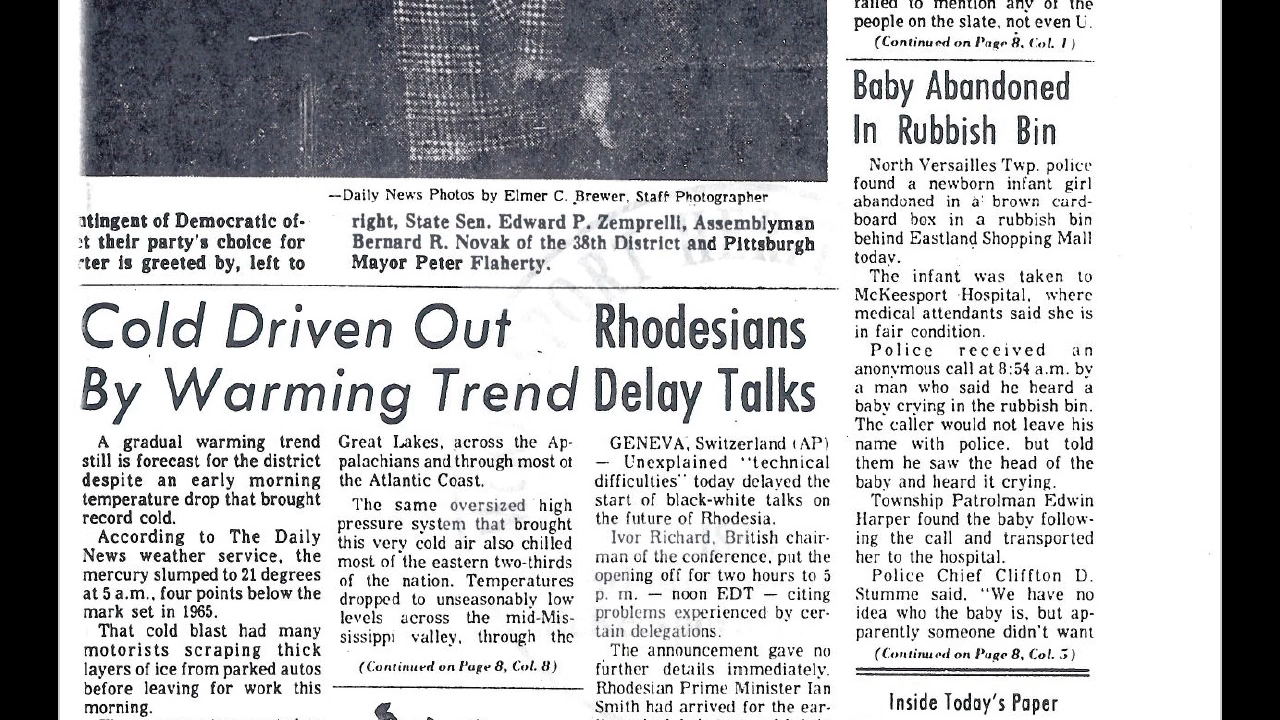 failed to mention any of the
people on the slate, not even U.
(Continued on Page 8, Col. 1)
—Daily News Photos by Elmer C. Brewer, Staff Photographer
ntingent of Democratic of-
et their party's choice for
rter is greeted by, left to
right, State Sen. Edward P. Zemprelli, Assemblyman
Bernard R. Novak of the 38th District and Pittsburgh
Mayor Peter Flaherty.
Cold Driven Out
By Warming Trend
A gradual warming trend
still is forecast for the district
despite an early morning
temperature drop that brought
record cold.
According to The Daily
News weather service, the
mercury slumped to 21 degrees
at 5 a.m., four points below the
mark set in 1965.
That cold blast had many
motorists scraping thick
layers of ice from parked autos
before leaving for work this
morning.
Great Lakes, across the Ap-
palachians and through most of
the Atlantic Coast.
The same oversized high
pressure system that brought
this very cold air also chilled
most of the eastern two-thirds
of the nation. Temperatures
dropped to unseasonably low
levels across the mid-Mis-
sissippi valley, through the
(Continued on Page 8, Col. 8)
Rhodesians
Delay Talks
GENEVA, Switzerland (AP)
— Unexplained "technical
difficulties" today delayed the
start of black-white talks on
the future of Rhodesia.
Ivor Richard, British chair-
man of the conference, put the
opening off for two hours to 5
p. m. — noon EDT — citing
problems experienced by cer-
tain delegations.
The announcement gave no
further details immediately.
Rhodesian Prime Minister Ian
Smith had arrived for the ear-
Baby Abandoned
In Rubbish Bin
North Versailles Twp. police
found a newborn infant girl
abandoned in a brown card-
board box in a rubbish bin
behind Eastland Shopping Mall
today.
The infant was taken to
McKeesport Hospital, where
medical attendants said she is
in fair condition.
Police received an
anonymous call at 8:54 a.m. by
a man who said he heard a
baby crying in the rubbish bin.
The caller would not leave his
name with police, but told
them he saw the head of the
baby and heard it crying.
Township Patrolman Edwin
Harper found the baby follow-
ing the call and transported
her to the hospital.
Police Chief Cliffton D.
Stumme said, "We have no
idea who the baby is, but ap-
parently someone didn't want
(Continued on Page 8, Col. 5)
Inside Today's Paper